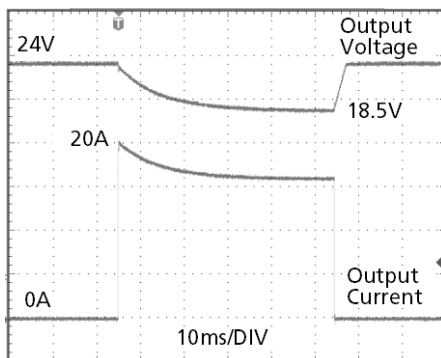 T
24V
Output
Voltage
18.5V
20A
0A
Output
Current
10ms/DIV